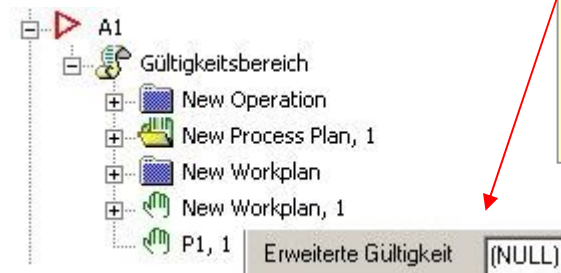 A1
Gültigkeitsbereich
New Operation
New Process Plan, 1
New Workplan
New Workplan, 1
P1, 1
Erweiterte Gültigkeit (NULL)